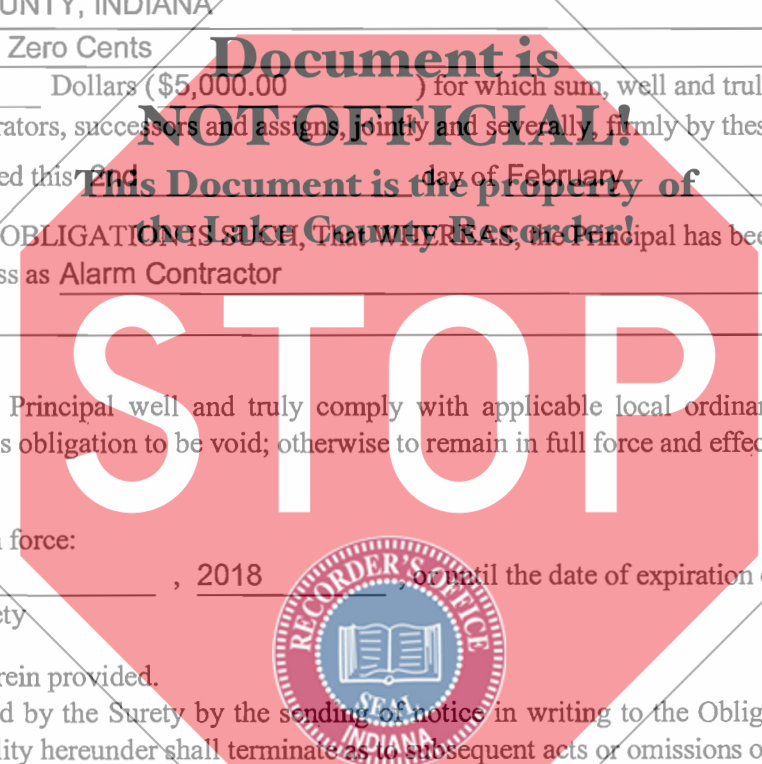 UNTY, INDIANA
Zero Cents
Document is
Dollars ($5,000.00 ) for which sum, well and trul
NOT OFFICIAL!
rators, successors and assigns, jointly and severally, firmly by thes
ed this 2nd day of February
This Document is the property of
the Lake County Recorder!
OBLIGATION IS SUCH, That WHEREAS, the Principal has bee
ss as Alarm Contractor
STOP
Principal well and truly comply with applicable local ordinan
s obligation to be void; otherwise to remain in full force and effec
n force:
, 2018 , or until the date of expiration o
ety
RECORDER'S OFFICE
SEAL
INDIANA
rein provided.
d by the Surety by the sending of notice in writing to the Oblig
lity hereunder shall terminate as to subsequent acts or omissions o